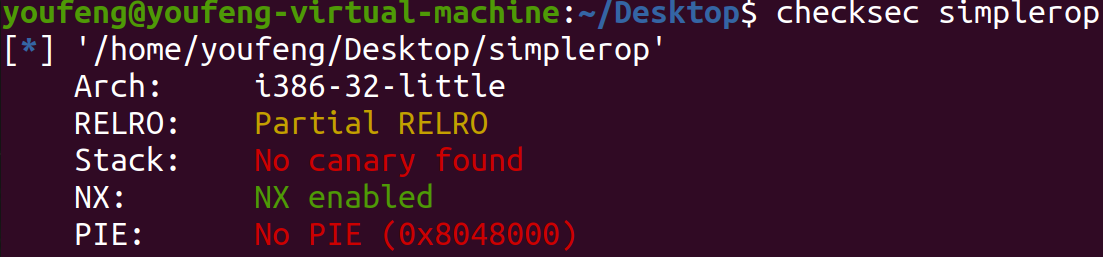 youfeng@youfeng-virtual-machine:~/Desktop$ checksec simplerop
[*] '/home/youfeng/Desktop/simplerop'
Arch: i386-32-little
RELRO: Partial RELRO
Stack: No canary found
NX: NX enabled
PIE: No PIE (0x8048000)